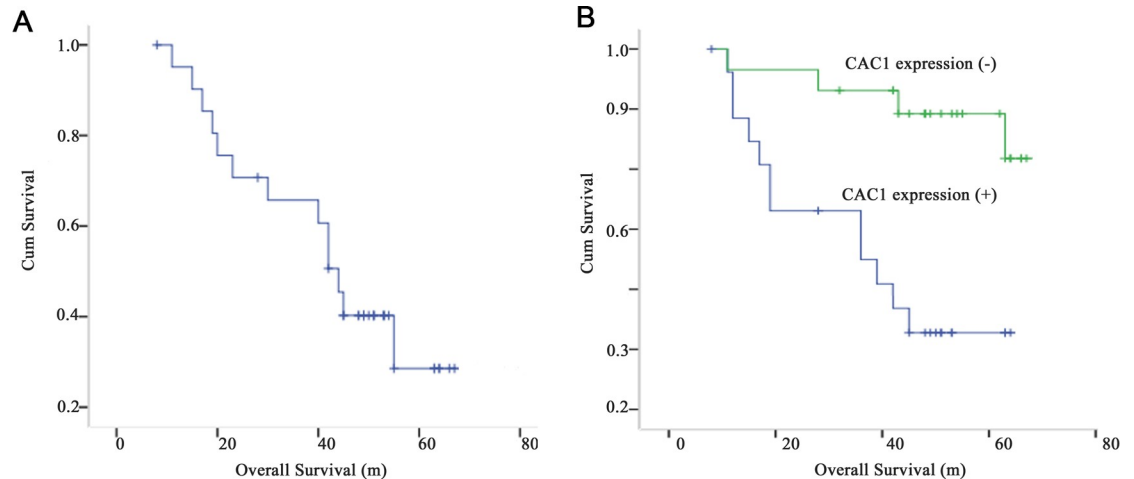 A
1.0
0.8
0.6
0.4
0.2
Cum Survival
0 20 40 60 80
Overall Survival (m)
B
1.0
0.9
0.6
0.3
0.2
Cum Survival
CAC1 expression (-)
CAC1 expression (+)
0 20 40 60 80
Overall Survival (m)